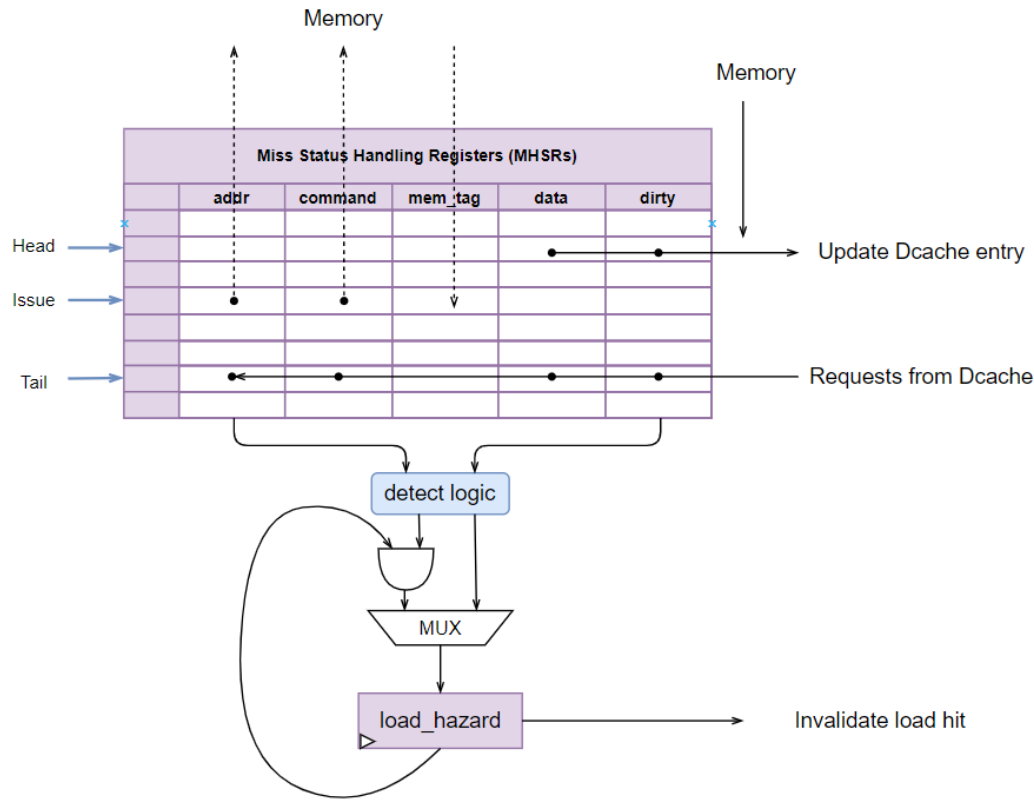 Memory
Memory
Miss Status Handling Registers (MHSRs)
addr command mem_tag data dirty
Head
Update Dcache entry
Issue
Tail
Requests from Dcache
detect logic
MUX
load_hazard
Invalidate load hit